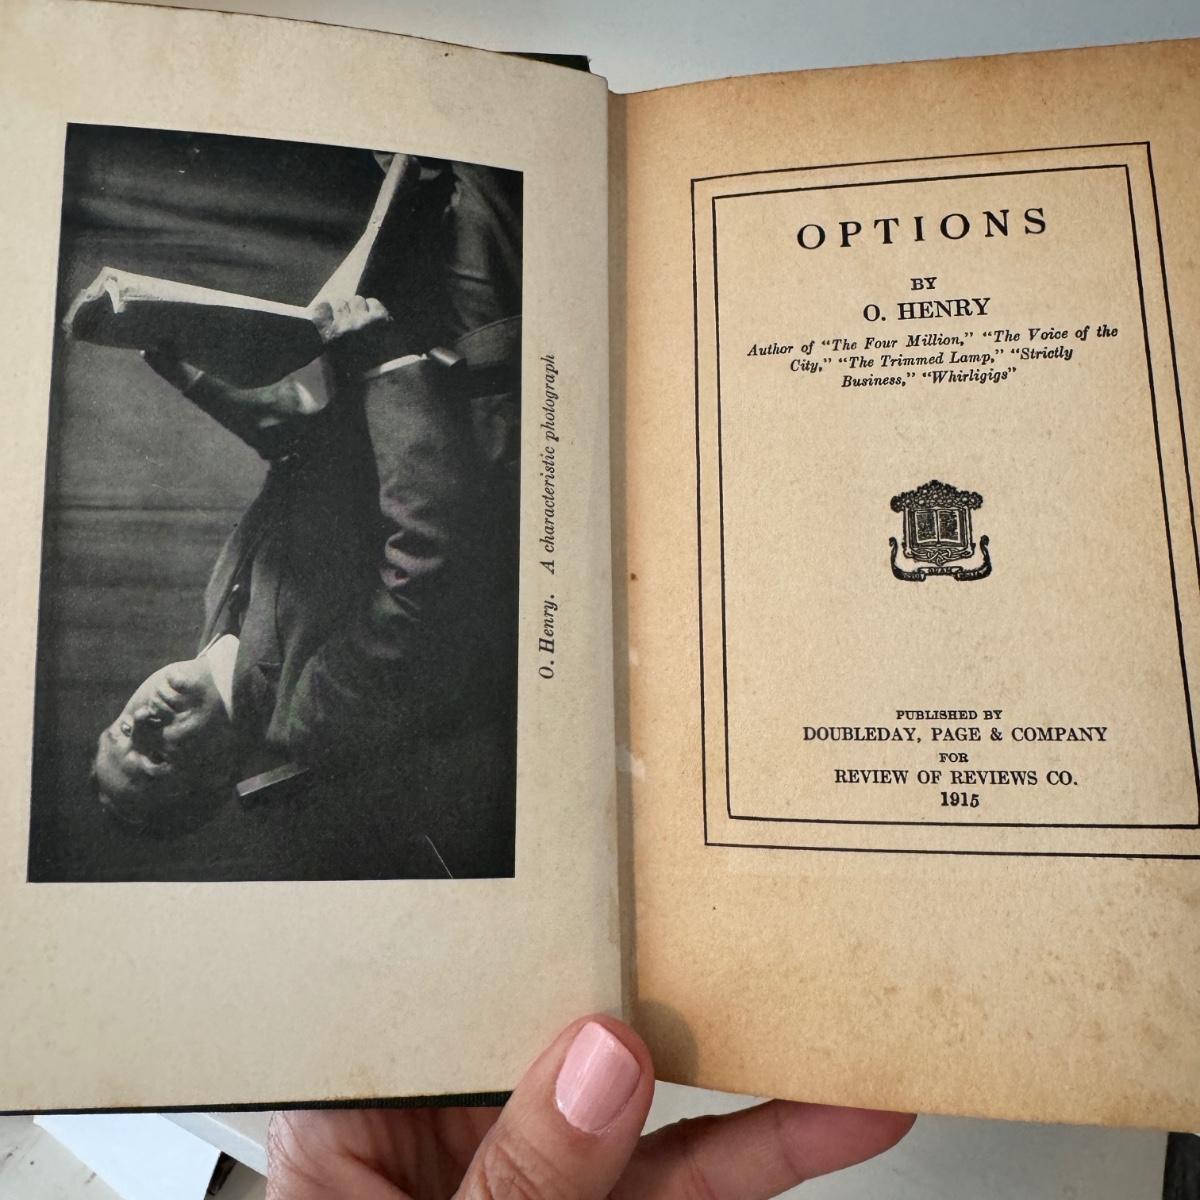 O. Henry. A characteristic photograph
OPTIONS
BY
O. HENRY
Author of "The Four Million," "The Voice of the
City," "The Trimmed Lamp," "Strictly
Business," "Whirligigs"
PUBLISHED BY
DOUBLEDAY, PAGE & COMPANY
FOR
REVIEW OF REVIEWS CO.
1915